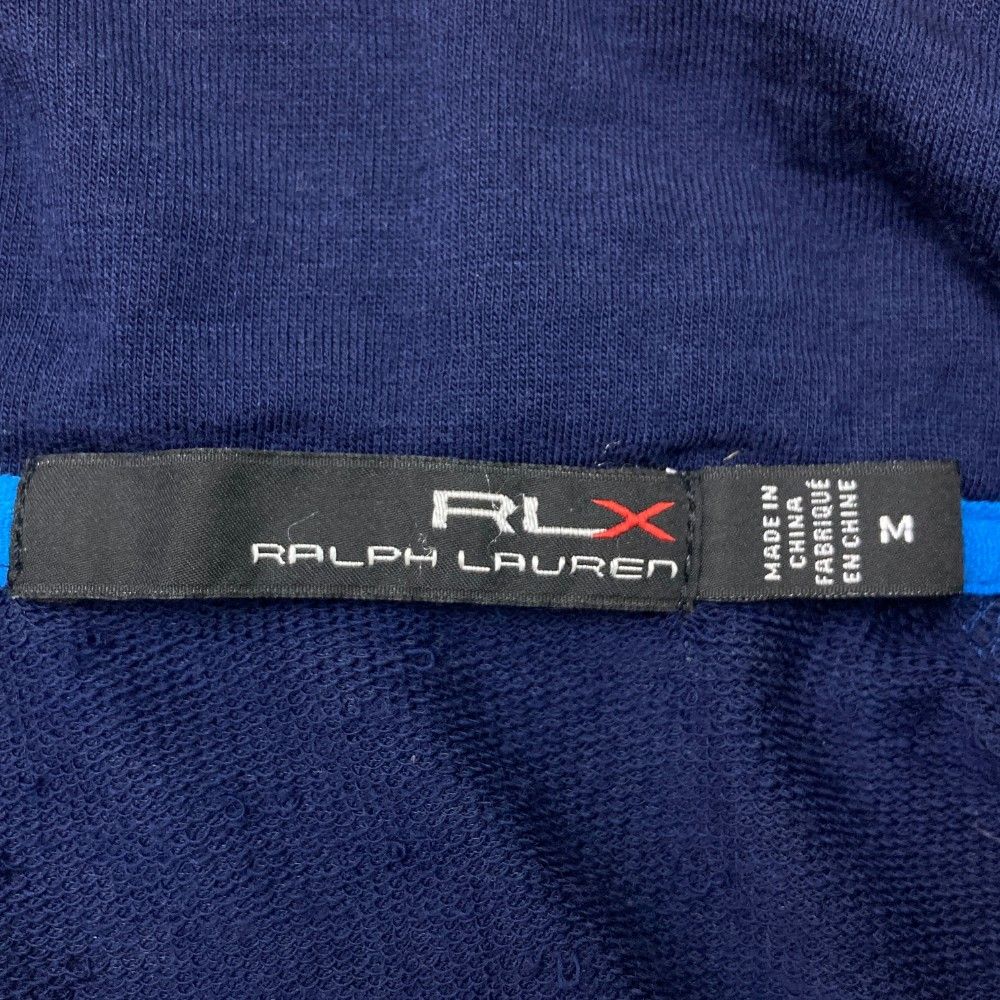 RLX
RALPH LAUREN
MADE IN
CHINA
FABRIQUÉ
EN CHINE
M